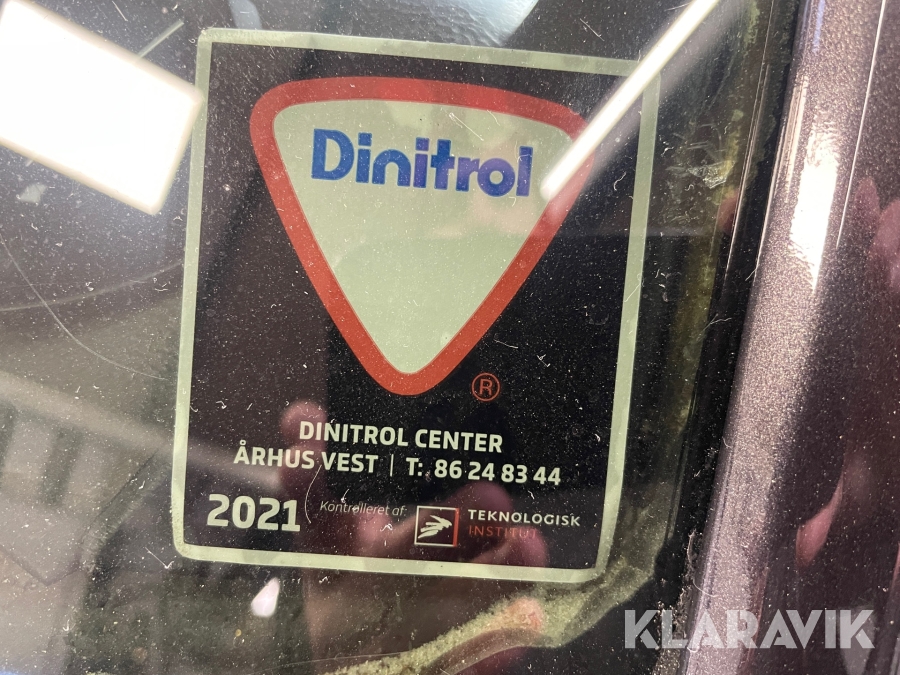 Dinitrol
®
DINITROL CENTER
ÅRHUS VEST | T: 86 24 83 44
2021 Kontrolleret af: TEKNOLOGISK
INSTITUT
KLARAVIK